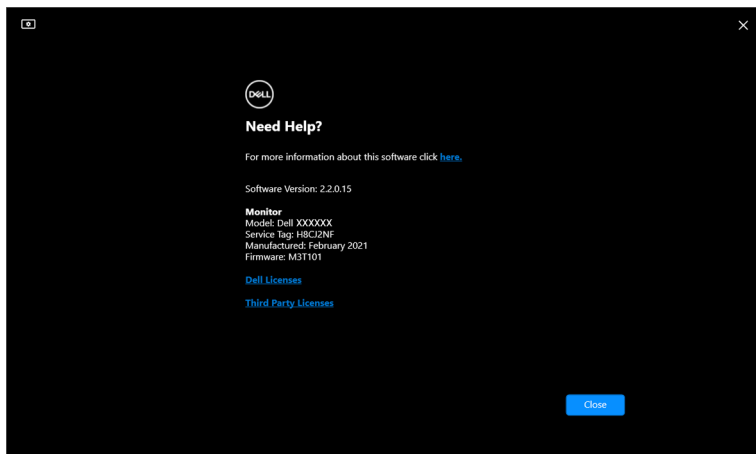 DELL
Need Help?
For more information about this software click here.
Software Version: 2.2.0.15
Monitor
Model: Dell XXXXXX
Service Tag: H8CJ2NF
Manufactured: February 2021
Firmware: M3T101
Dell Licenses
Third Party Licenses
Close